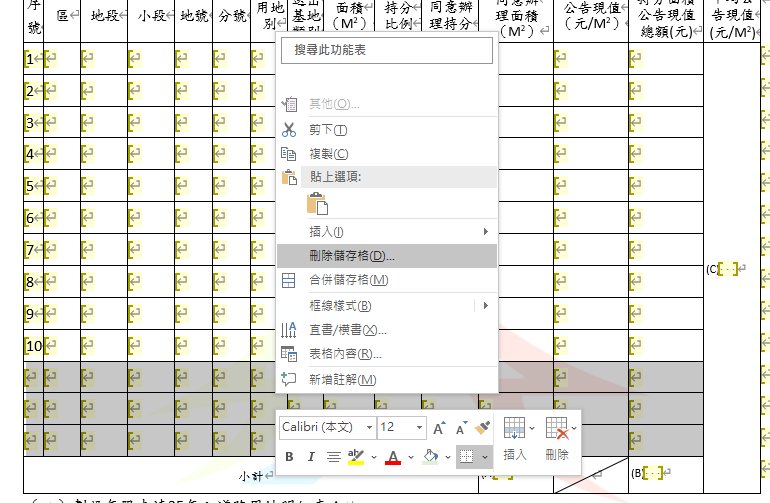 序號 區 地段 小段 地號 分號 用地別 面積(M²) 持分比例 同意辦理持分 同意辦理面積(M²) 公告現值(元/M²) 持分面積公告現值總額(元) 公告現值(元/M²)
搜尋此功能表
1
2
其他(O)...
3
剪下(T)
4
複製(C)
5
貼上選項:
6
7
插入(I)
刪除儲存格(D)...
8
合併儲存格(M)
(C)
9
框線樣式(B)
10
直書/橫書(X)...
表格內容(R)...
新增註解(M)
Calibri (本文) 12
B I 插入 刪除
小計 (B)